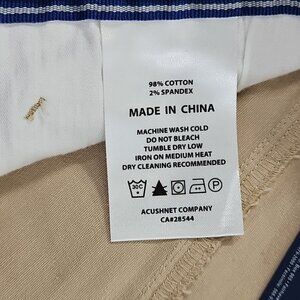 98% COTTON
2% SPANDEX
MADE IN CHINA
MACHINE WASH COLD
DO NOT BLEACH
TUMBLE DRY LOW
IRON ON MEDIUM HEAT
DRY CLEANING RECOMMENDED
30C
P
ACUSHNET COMPANY
CA#28544